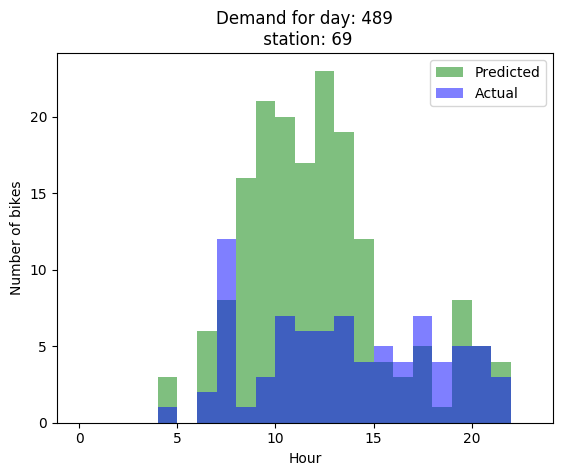 Demand for day: 489
station: 69
Predicted
Actual
Number of bikes
20
15
10
5
0
0
5
10
15
20
Hour